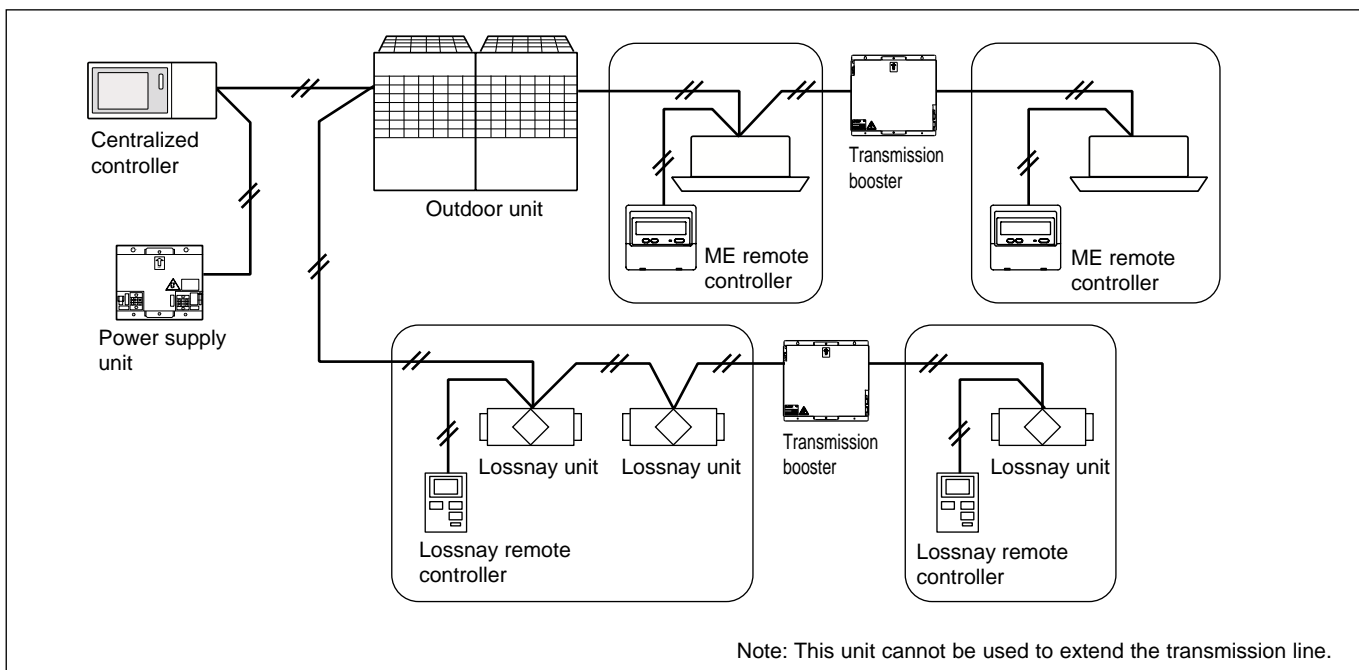 Centralized
controller
Outdoor unit
Transmission
booster
ME remote
controller
ME remote
controller
Power supply
unit
Lossnay unit
Lossnay unit
Transmission
booster
Lossnay unit
Lossnay remote
controller
Lossnay remote
controller
Note: This unit cannot be used to extend the transmission line.